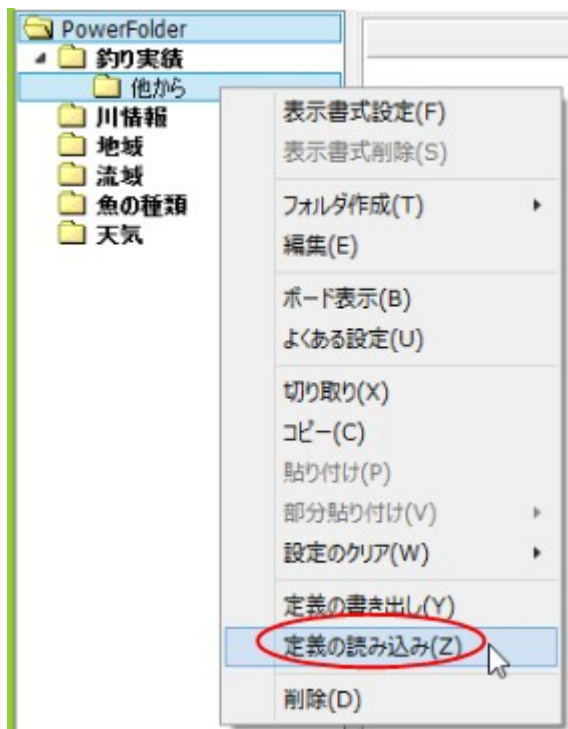 PowerFolder
釣り実績
他から
川情報
地域
流域
魚の種類
天気
表示書式設定(F)
表示書式削除(S)
フォルダ作成(T)
編集(E)
ボード表示(B)
よくある設定(U)
切り取り(X)
コピー(C)
貼り付け(P)
部分貼り付け(V)
設定のクリア(W)
定義の書き出し(Y)
定義の読み込み(Z)
削除(D)